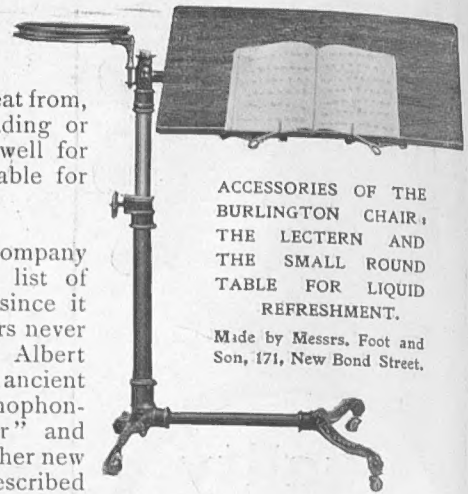 eat from,
ding or
well for
able for
ompany
list of
since it
rs never
Albert
ancient
nophon-
r" and
her new
escribed
ACCESSORIES OF THE
BURLINGTON CHAIR:
THE LECTERN AND
THE SMALL ROUND
TABLE FOR LIQUID
REFRESHMENT.
Made by Messrs. Foot and
Son, 171, New Bond Street.